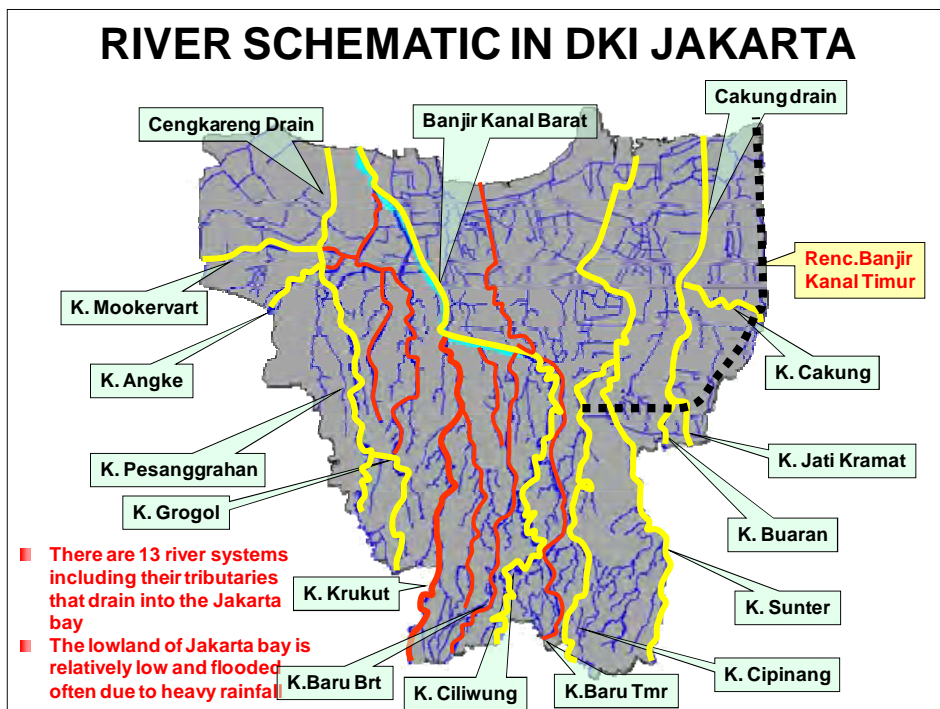 RIVER SCHEMATIC IN DKI JAKARTA
Cakung drain
Cengkareng Drain
Banjir Kanal Barat
Renc.Banjir
Kanal Timur
K. Mookervart
K. Angke
K. Cakung
K. Pesanggrahan
K. Jati Kramat
K. Grogol
K. Buaran
There are 13 river systems
including their tributaries
that drain into the Jakarta
bay
The lowland of Jakarta bay is
relatively low and flooded
often due to heavy rainfall
K. Krukut
K. Sunter
K.Baru Brt
K. Ciliwung
K.Baru Tmr
K. Cipinang